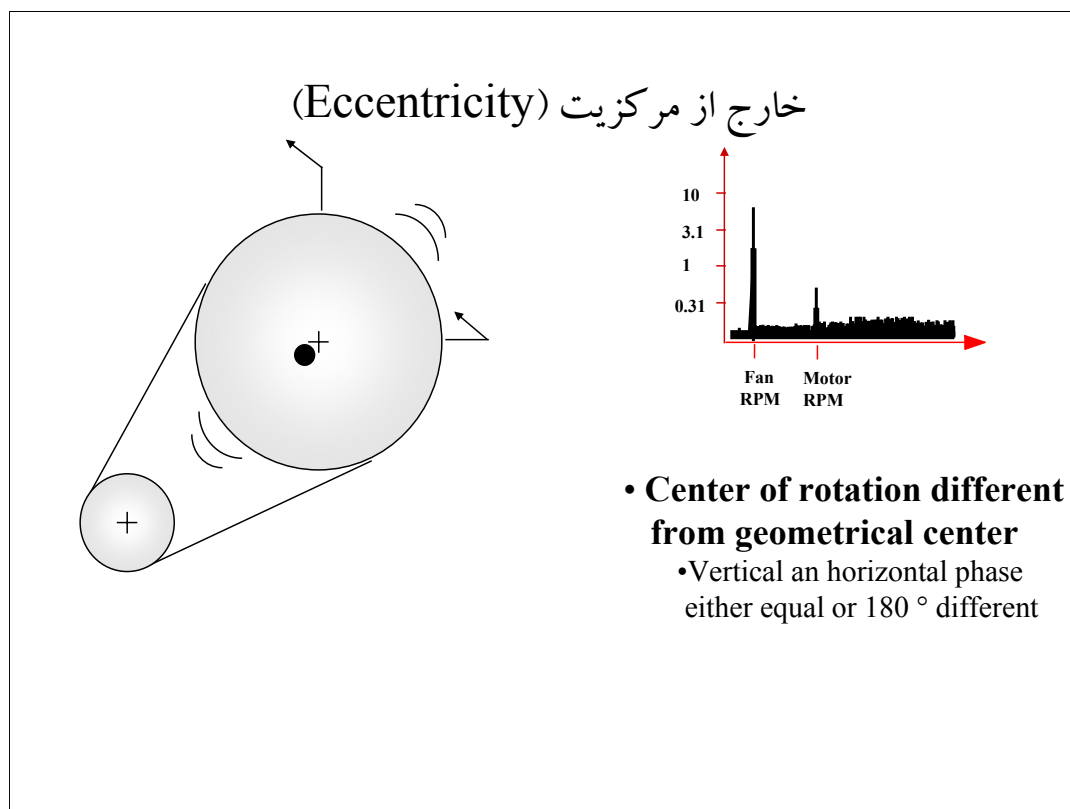 خارج از مرکزیت (Eccentricity)
10
3.1
1
0.31
Fan Motor
RPM RPM
• Center of rotation different
from geometrical center
•Vertical an horizontal phase
either equal or 180 ° different